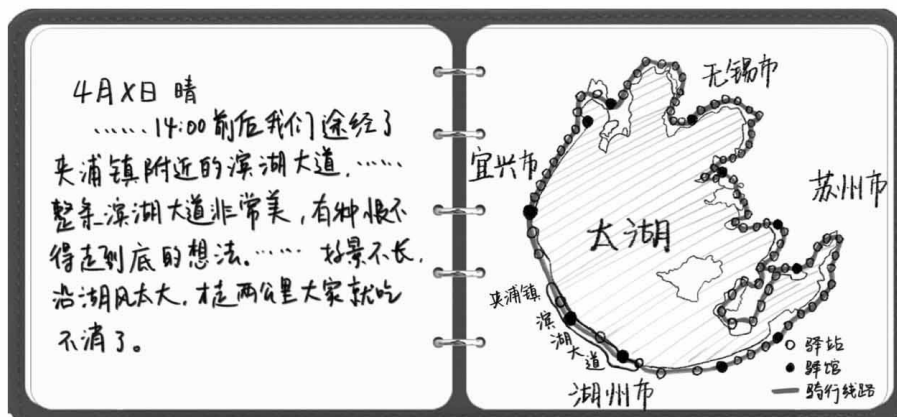 4月X日 晴
……14:00前后我们途经了
夹浦镇附近的滨湖大道.……
整条滨湖大道非常美,有种恨不
得走到底的想法。…… 好景不长,
沿湖风太大,才走两公里大家就吃
不消了。
无锡市
宜兴市
苏州市
太湖
夹浦镇
滨湖大道
湖州市
驿站
驿馆
骑行线路